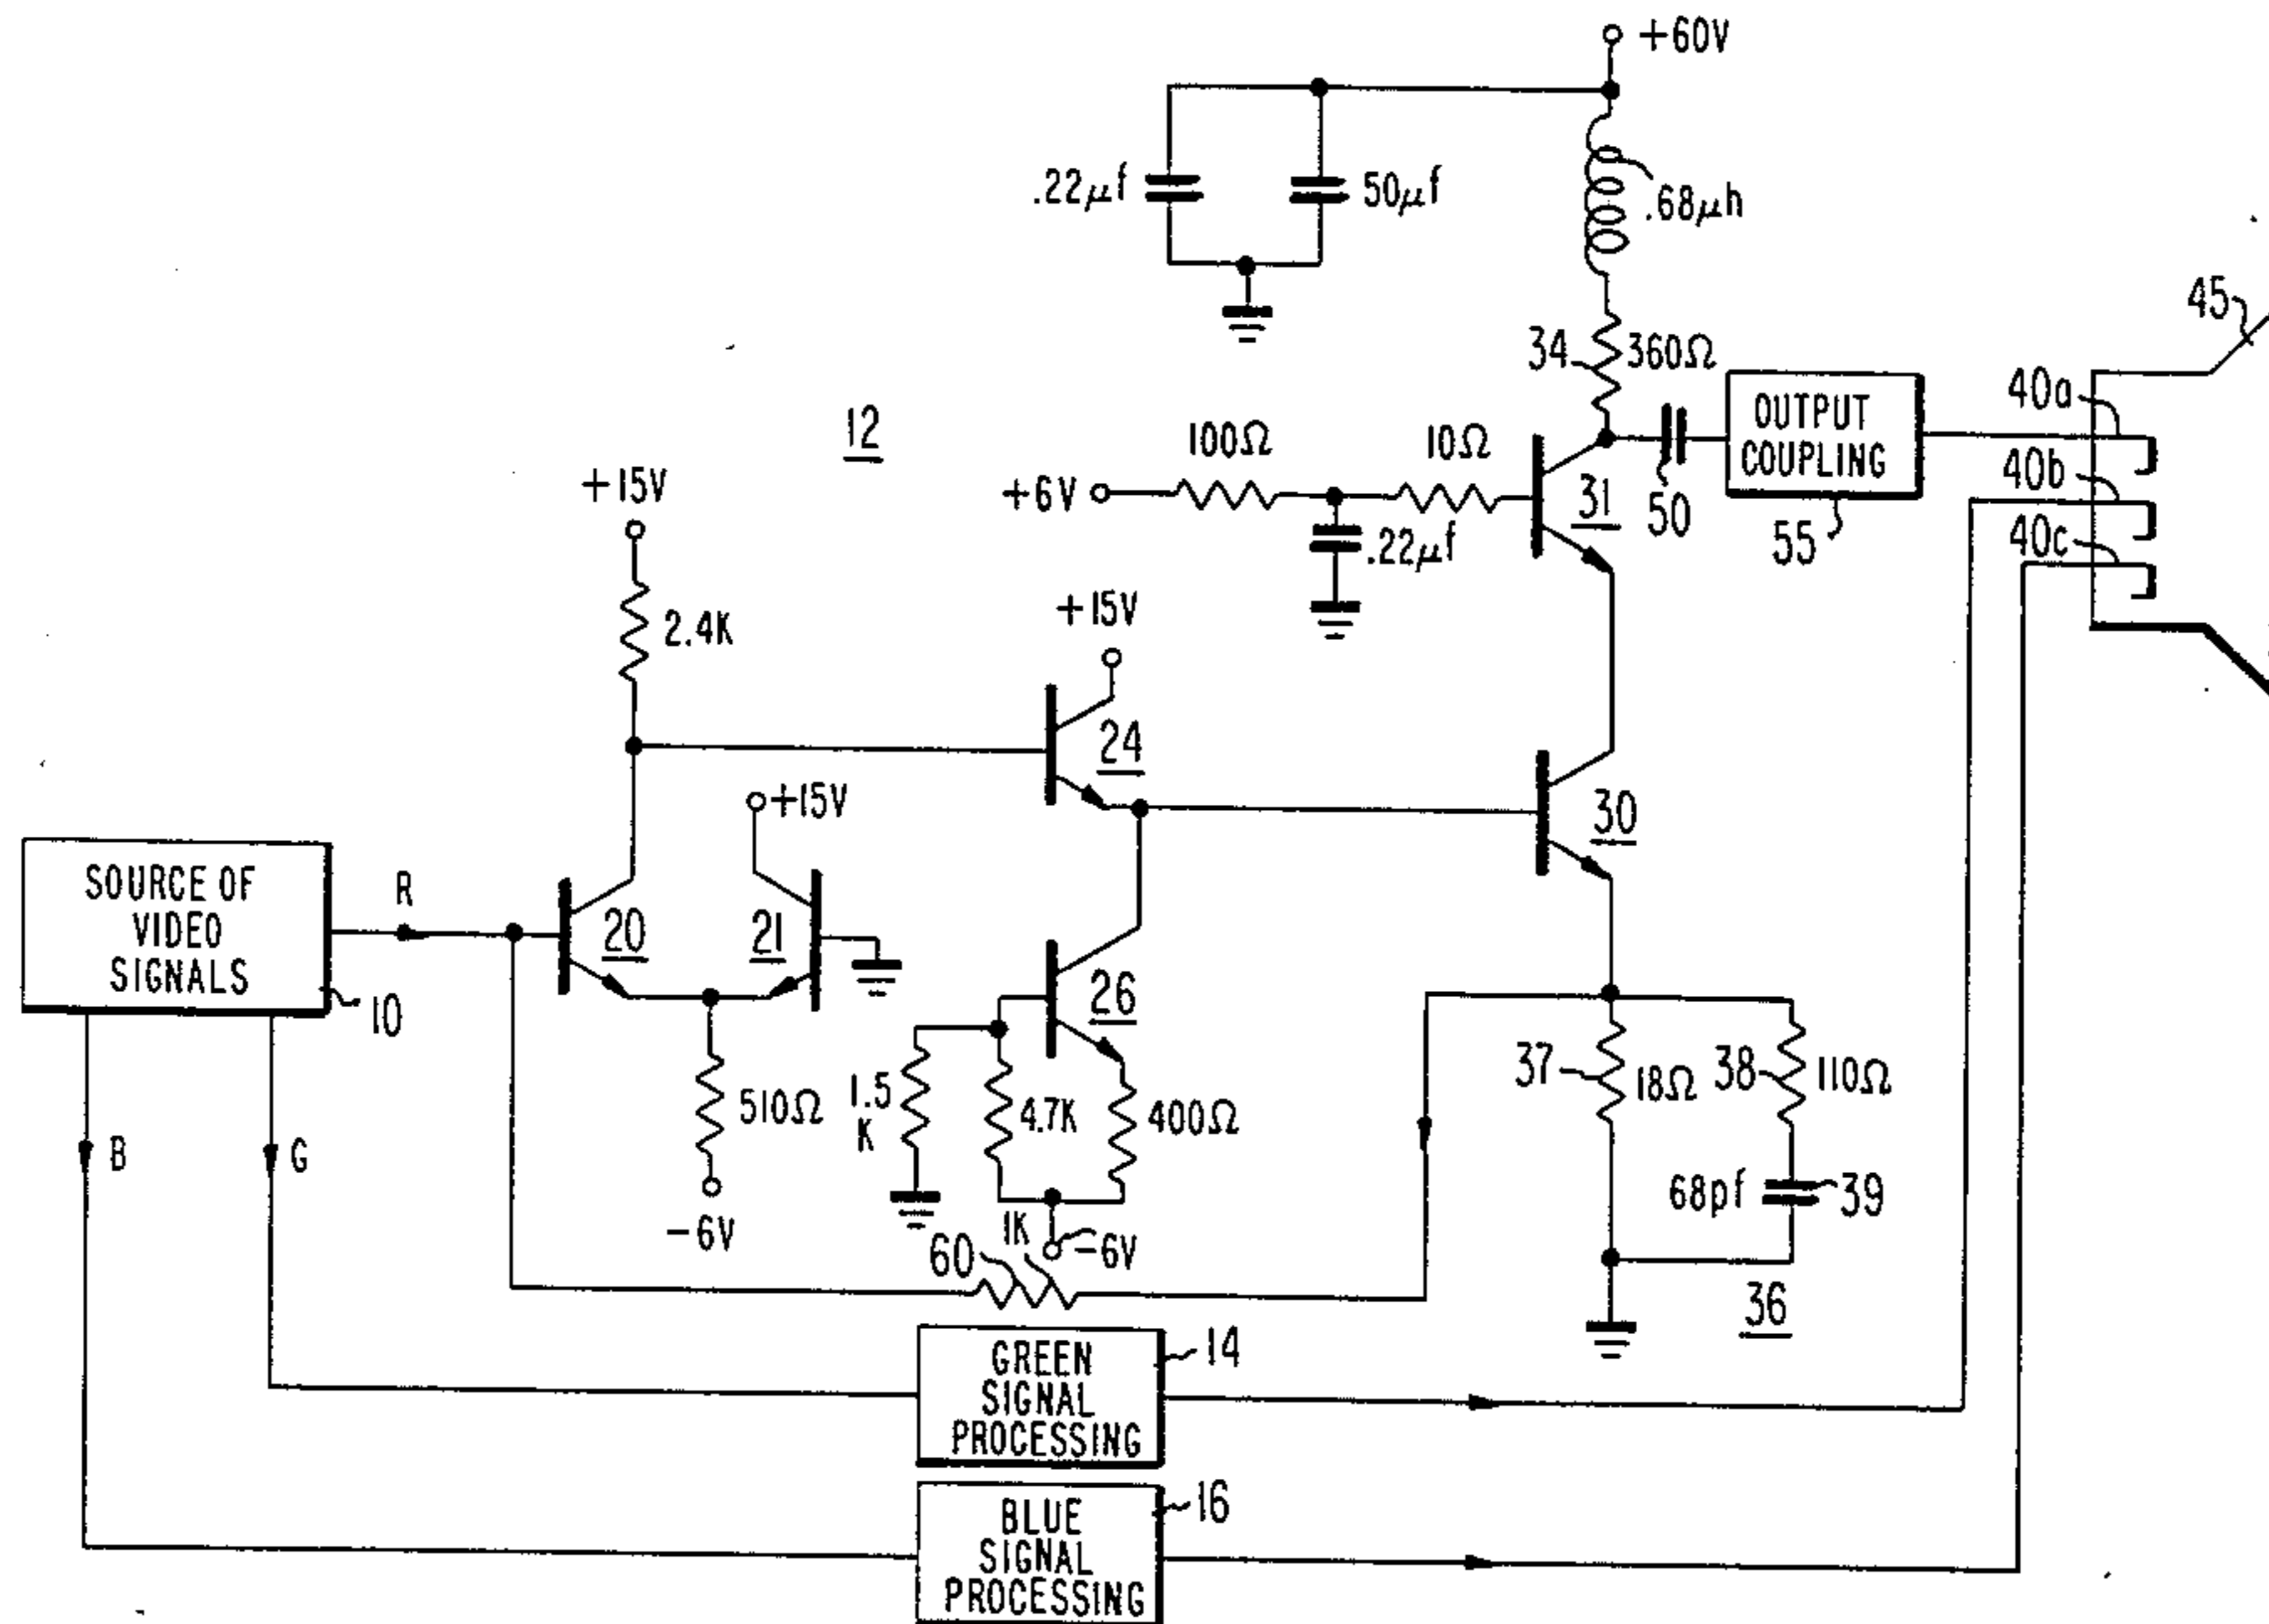 +60V
.22μf
50μf
.68μh
45
34
360Ω
12
100Ω
10Ω
OUTPUT
COUPLING
40a
40b
+15V
+6V
31
50
55
40c
.22μf
2.4K
+15V
24
+15V
30
SOURCE OF
VIDEO
SIGNALS
R
20
21
10
26
37
18Ω
38
110Ω
510Ω
1.5
K
4.7K
400Ω
B
G
68pf
39
-6V
1K
60
-6V
36
GREEN
SIGNAL
PROCESSING
14
BLUE
SIGNAL
PROCESSING
16